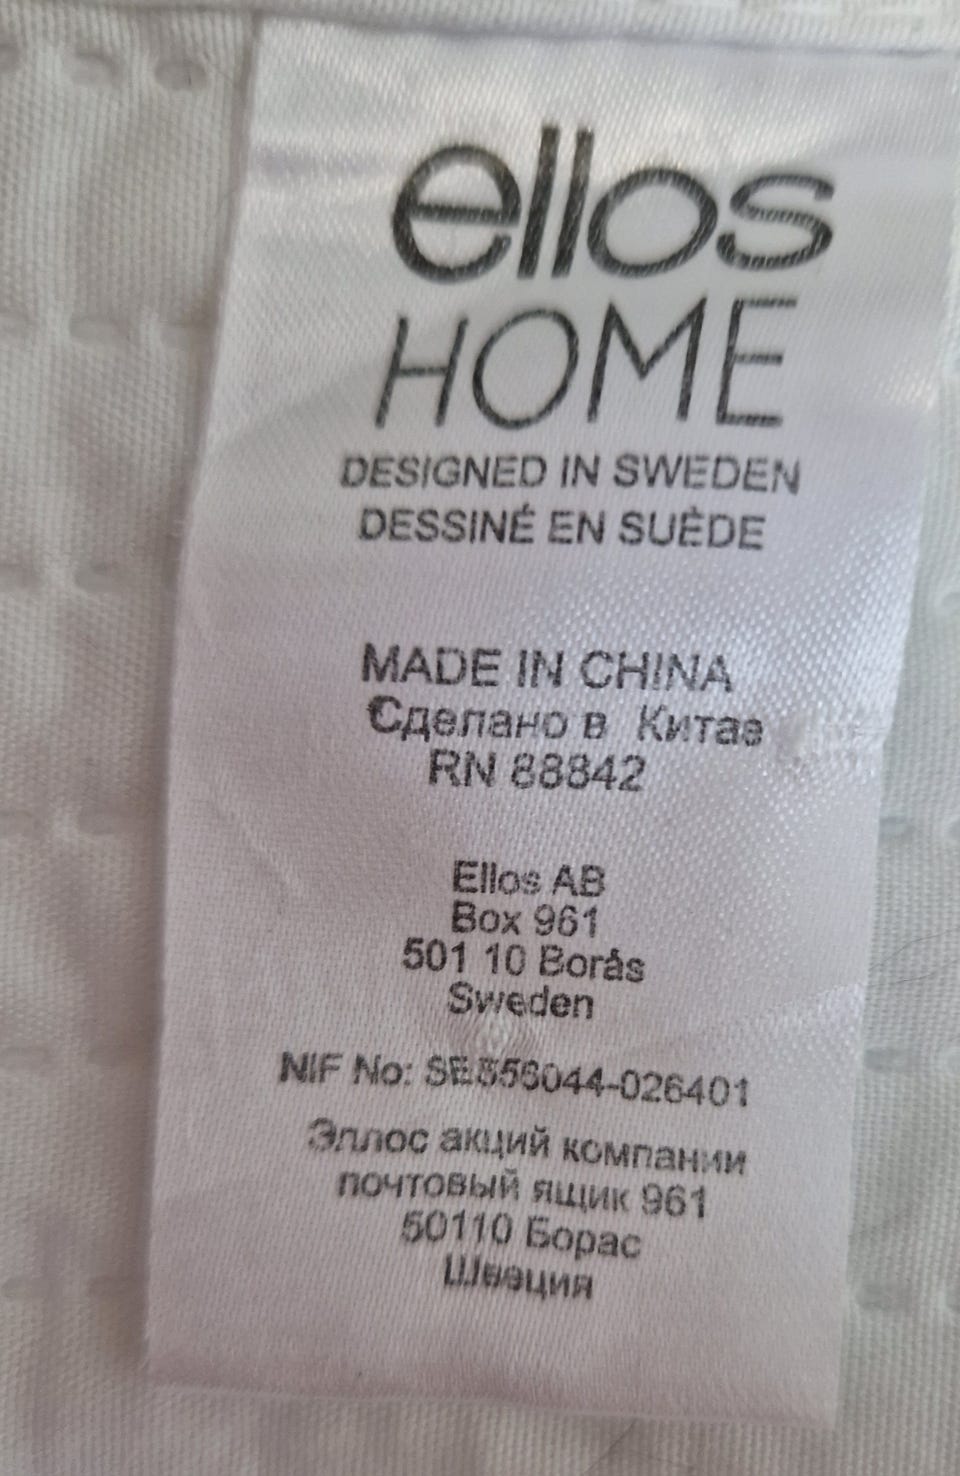 ellos
HOME
DESIGNED IN SWEDEN
DESSINÉ EN SUÈDE
MADE IN CHINA
Сделано в Китае
RN 88842
Ellos AB
Box 961
501 10 Borås
Sweden
NIF No: SE556044-026401
Эллос акций компании
почтовый ящик 961
50110 Борас
Швеция